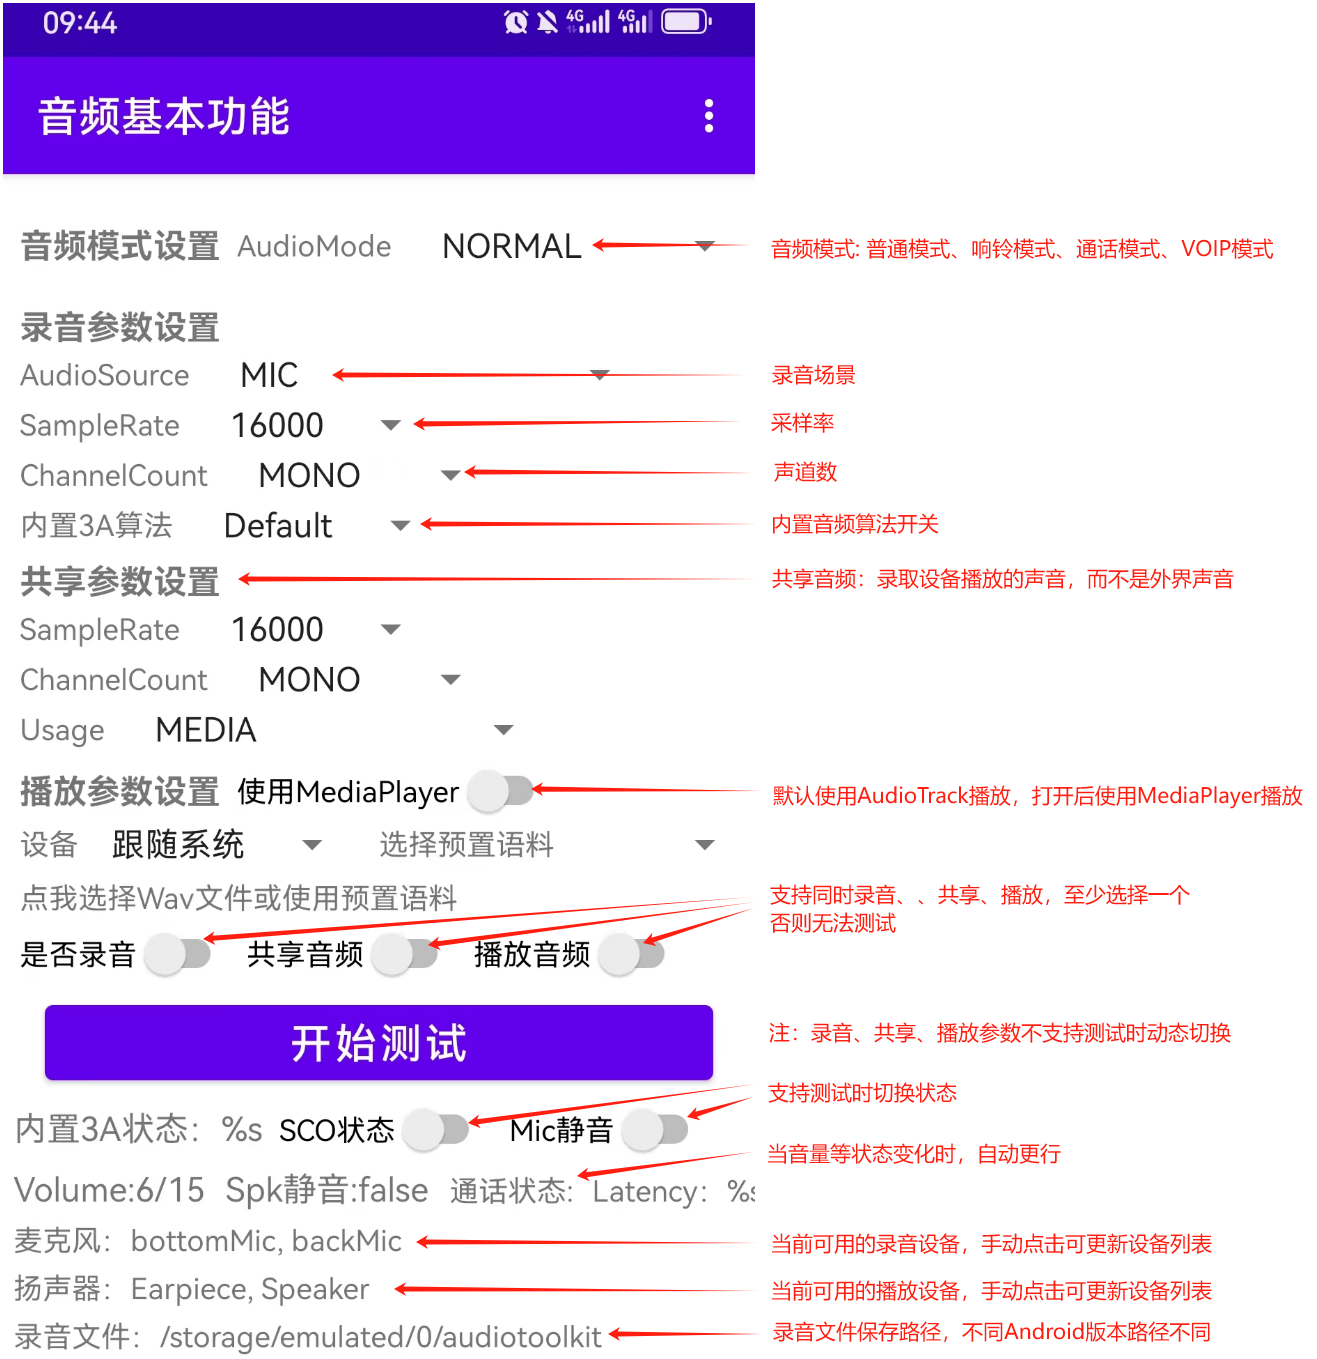 09:44 4G 4G
音频基本功能
音频模式设置 AudioMode NORMAL 音频模式: 普通模式、响铃模式、通话模式、VOIP模式
录音参数设置
AudioSource MIC 录音场景
SampleRate 16000 采样率
ChannelCount MONO 声道数
内置3A算法 Default 内置音频算法开关
共享参数设置 共享音频：录取设备播放的声音，而不是外界声音
SampleRate 16000
ChannelCount MONO
Usage MEDIA
播放参数设置 使用MediaPlayer 默认使用AudioTrack播放，打开后使用MediaPlayer播放
设备 跟随系统 选择预置语料
点我选择Wav文件或使用预置语料 支持同时录音、、共享、播放，至少选择一个
否则无法测试
是否录音 共享音频 播放音频
开始测试 注：录音、共享、播放参数不支持测试时动态切换
支持测试时切换状态
内置3A状态：%s SCO状态 Mic静音
当音量等状态变化时，自动更行
Volume:6/15 Spk静音:false 通话状态: Latency：%s
麦克风：bottomMic, backMic 当前可用的录音设备，手动点击可更新设备列表
扬声器：Earpiece, Speaker 当前可用的播放设备，手动点击可更新设备列表
录音文件：/storage/emulated/0/audiotoolkit 录音文件保存路径，不同Android版本路径不同